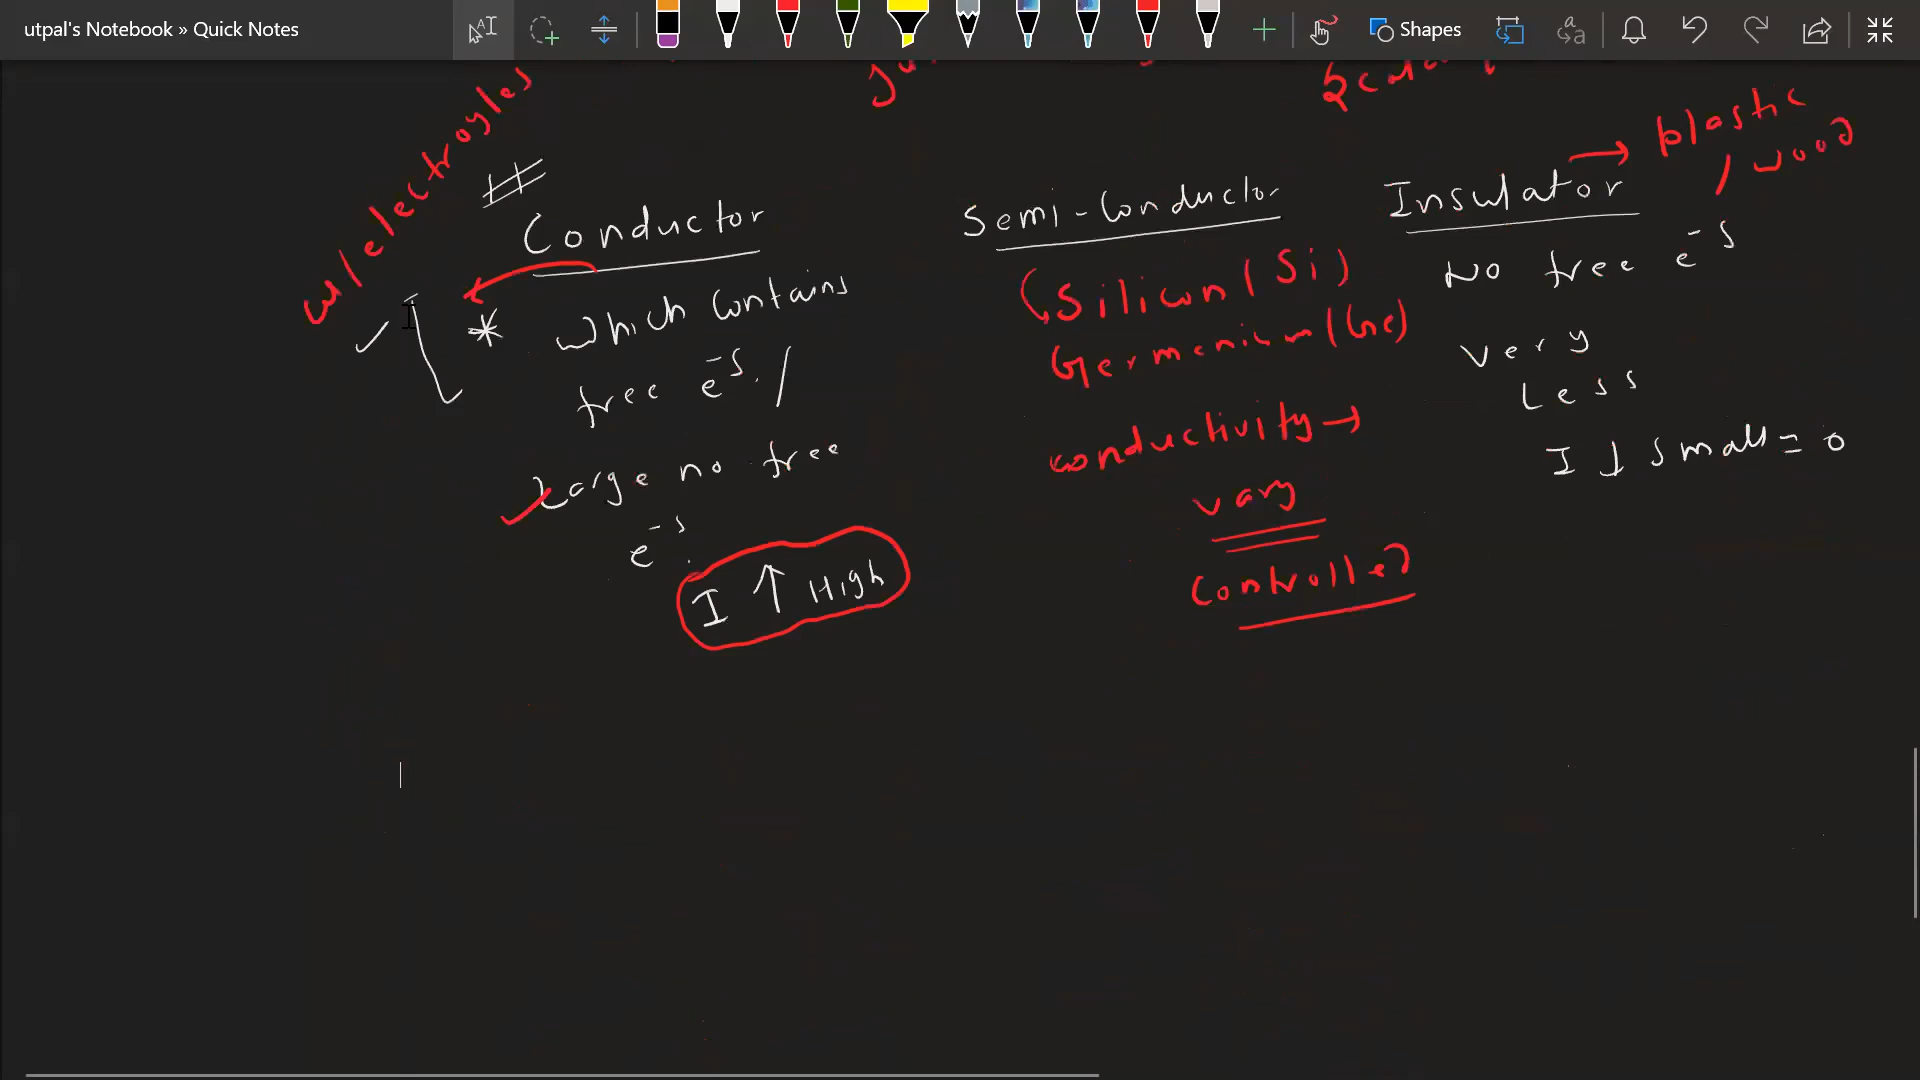 utpal's Notebook » Quick Notes
Shapes
w/electroyles
Conductor
* which contains
free e⁻s. /
Large no free
e⁻s.
I ↑ High
Semi-Conductor
(Silicon (Si)
Germanium (Ge)
conductivity →
vary
Controlled
Insulator → plastic
/ wood
No free e⁻s
very
Less
I ↓ small = 0